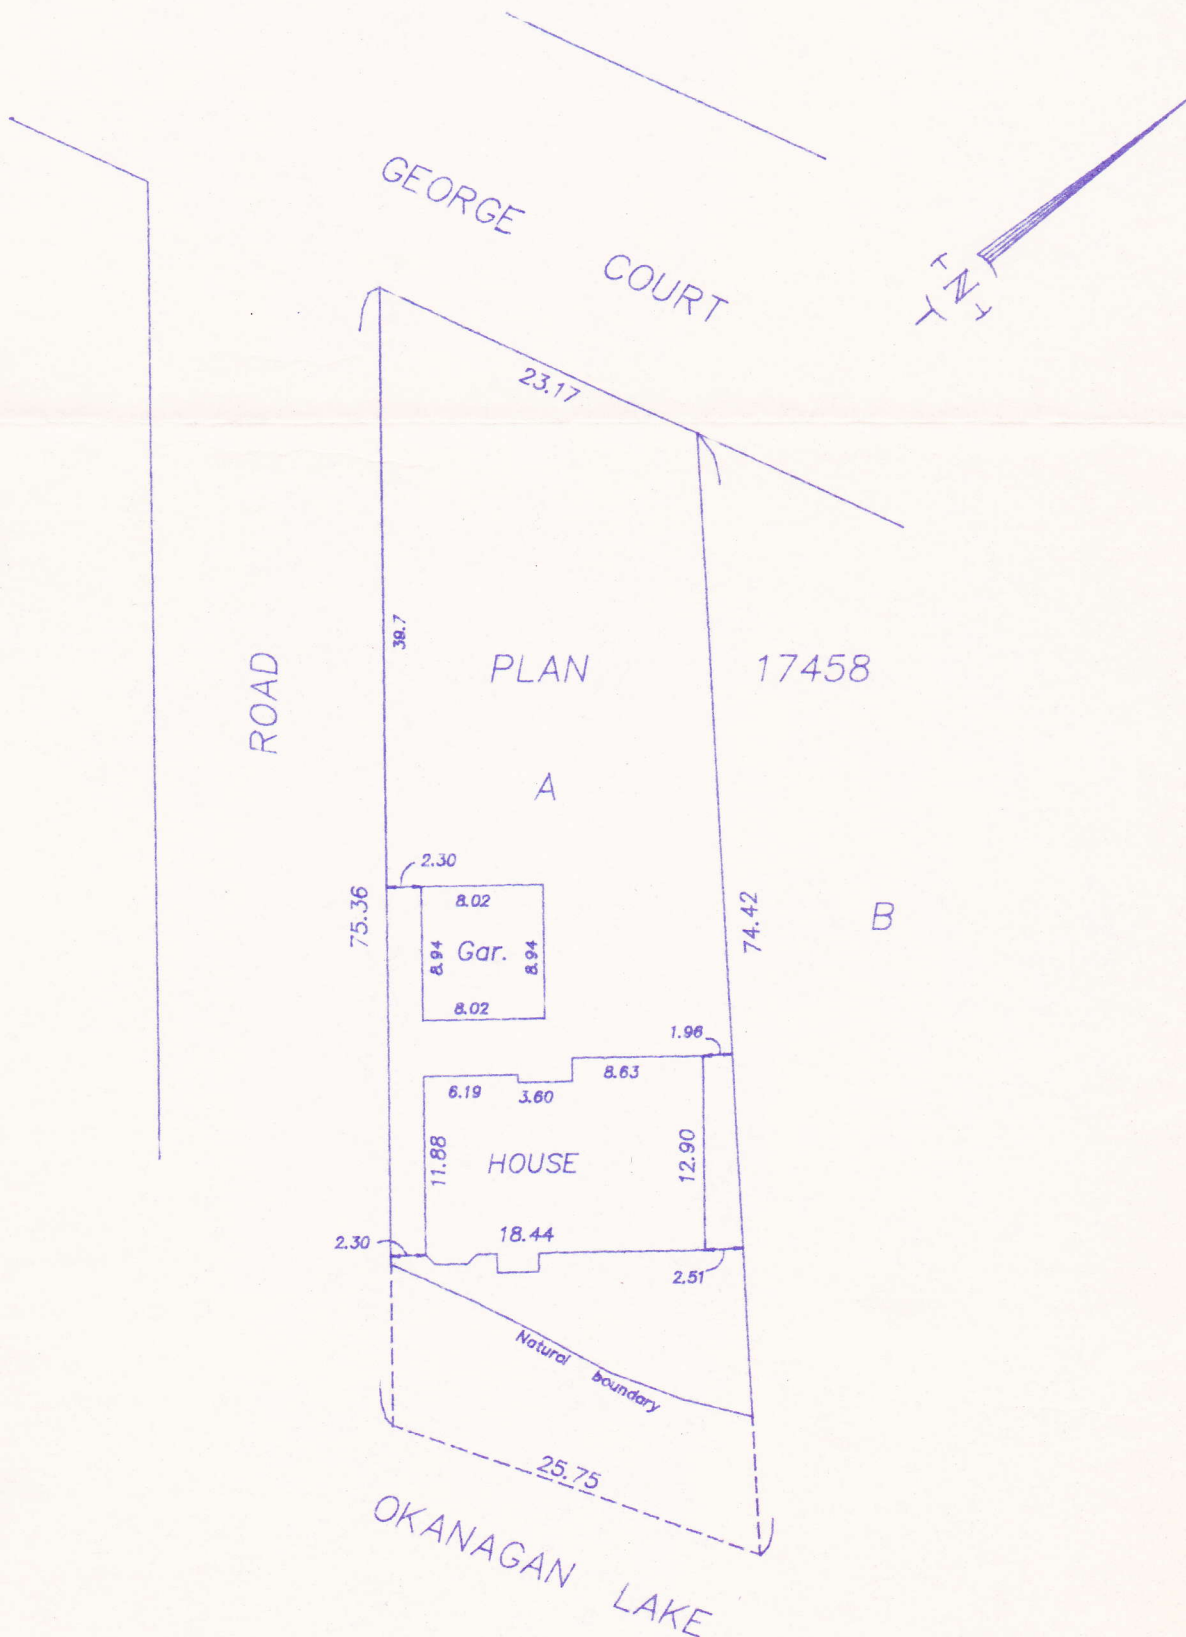 GEORGE
COURT
N
23.17
39.7
ROAD
PLAN
17458
A
2.30
8.02
75.36
8.94
Gar.
8.94
74.42
B
8.02
1.96
8.63
6.19
3.60
11.88
HOUSE
12.90
18.44
2.30
2.51
Natural
boundary
25.75
OKANAGAN
LAKE